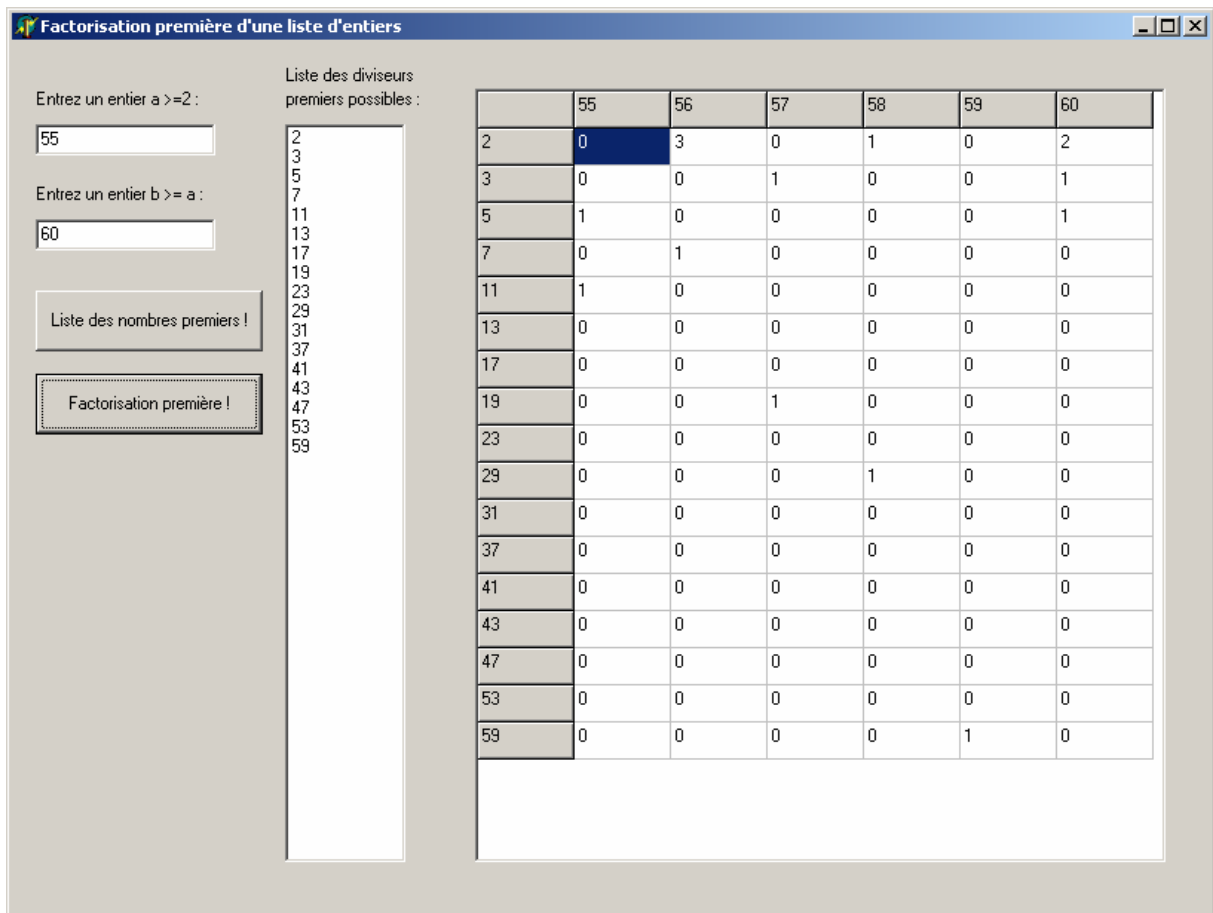 Factorisation première d'une liste d'entiers
Entrez un entier a >=2 :
55
Entrez un entier b >= a :
60
Liste des nombres premiers !
Factorisation première !
Liste des diviseurs
premiers possibles :
2
3
5
7
11
13
17
19
23
29
31
37
41
43
47
53
59
55 56 57 58 59 60
2 0 3 0 1 0 2
3 0 0 1 0 0 1
5 1 0 0 0 0 1
7 0 1 0 0 0 0
11 1 0 0 0 0 0
13 0 0 0 0 0 0
17 0 0 0 0 0 0
19 0 0 1 0 0 0
23 0 0 0 0 0 0
29 0 0 0 1 0 0
31 0 0 0 0 0 0
37 0 0 0 0 0 0
41 0 0 0 0 0 0
43 0 0 0 0 0 0
47 0 0 0 0 0 0
53 0 0 0 0 0 0
59 0 0 0 0 1 0